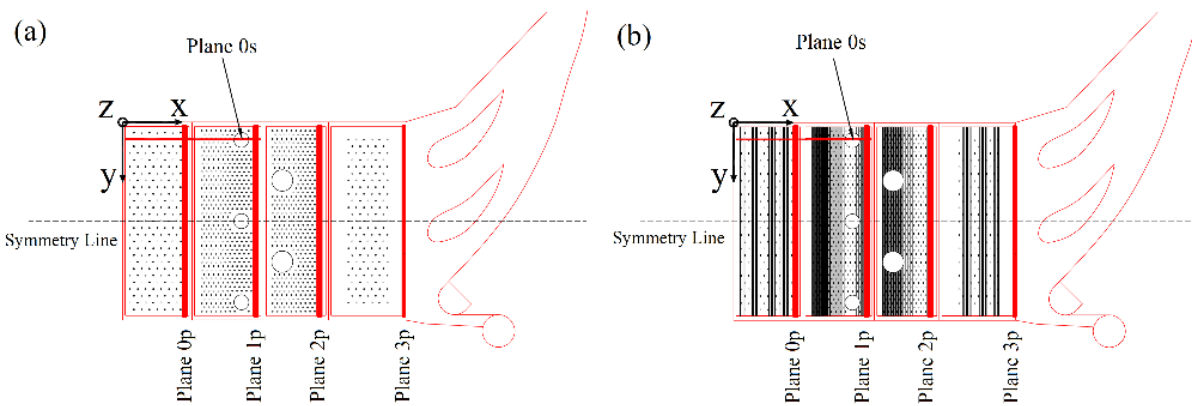 (a)
Plane 0s
z
x
y
Symmetry Line
Plane 0p
Plane 1p
Plane 2p
Plane 3p
(b)
Plane 0s
z
x
y
Symmetry Line
Plane 0p
Plane 1p
Plane 2p
Plane 3p